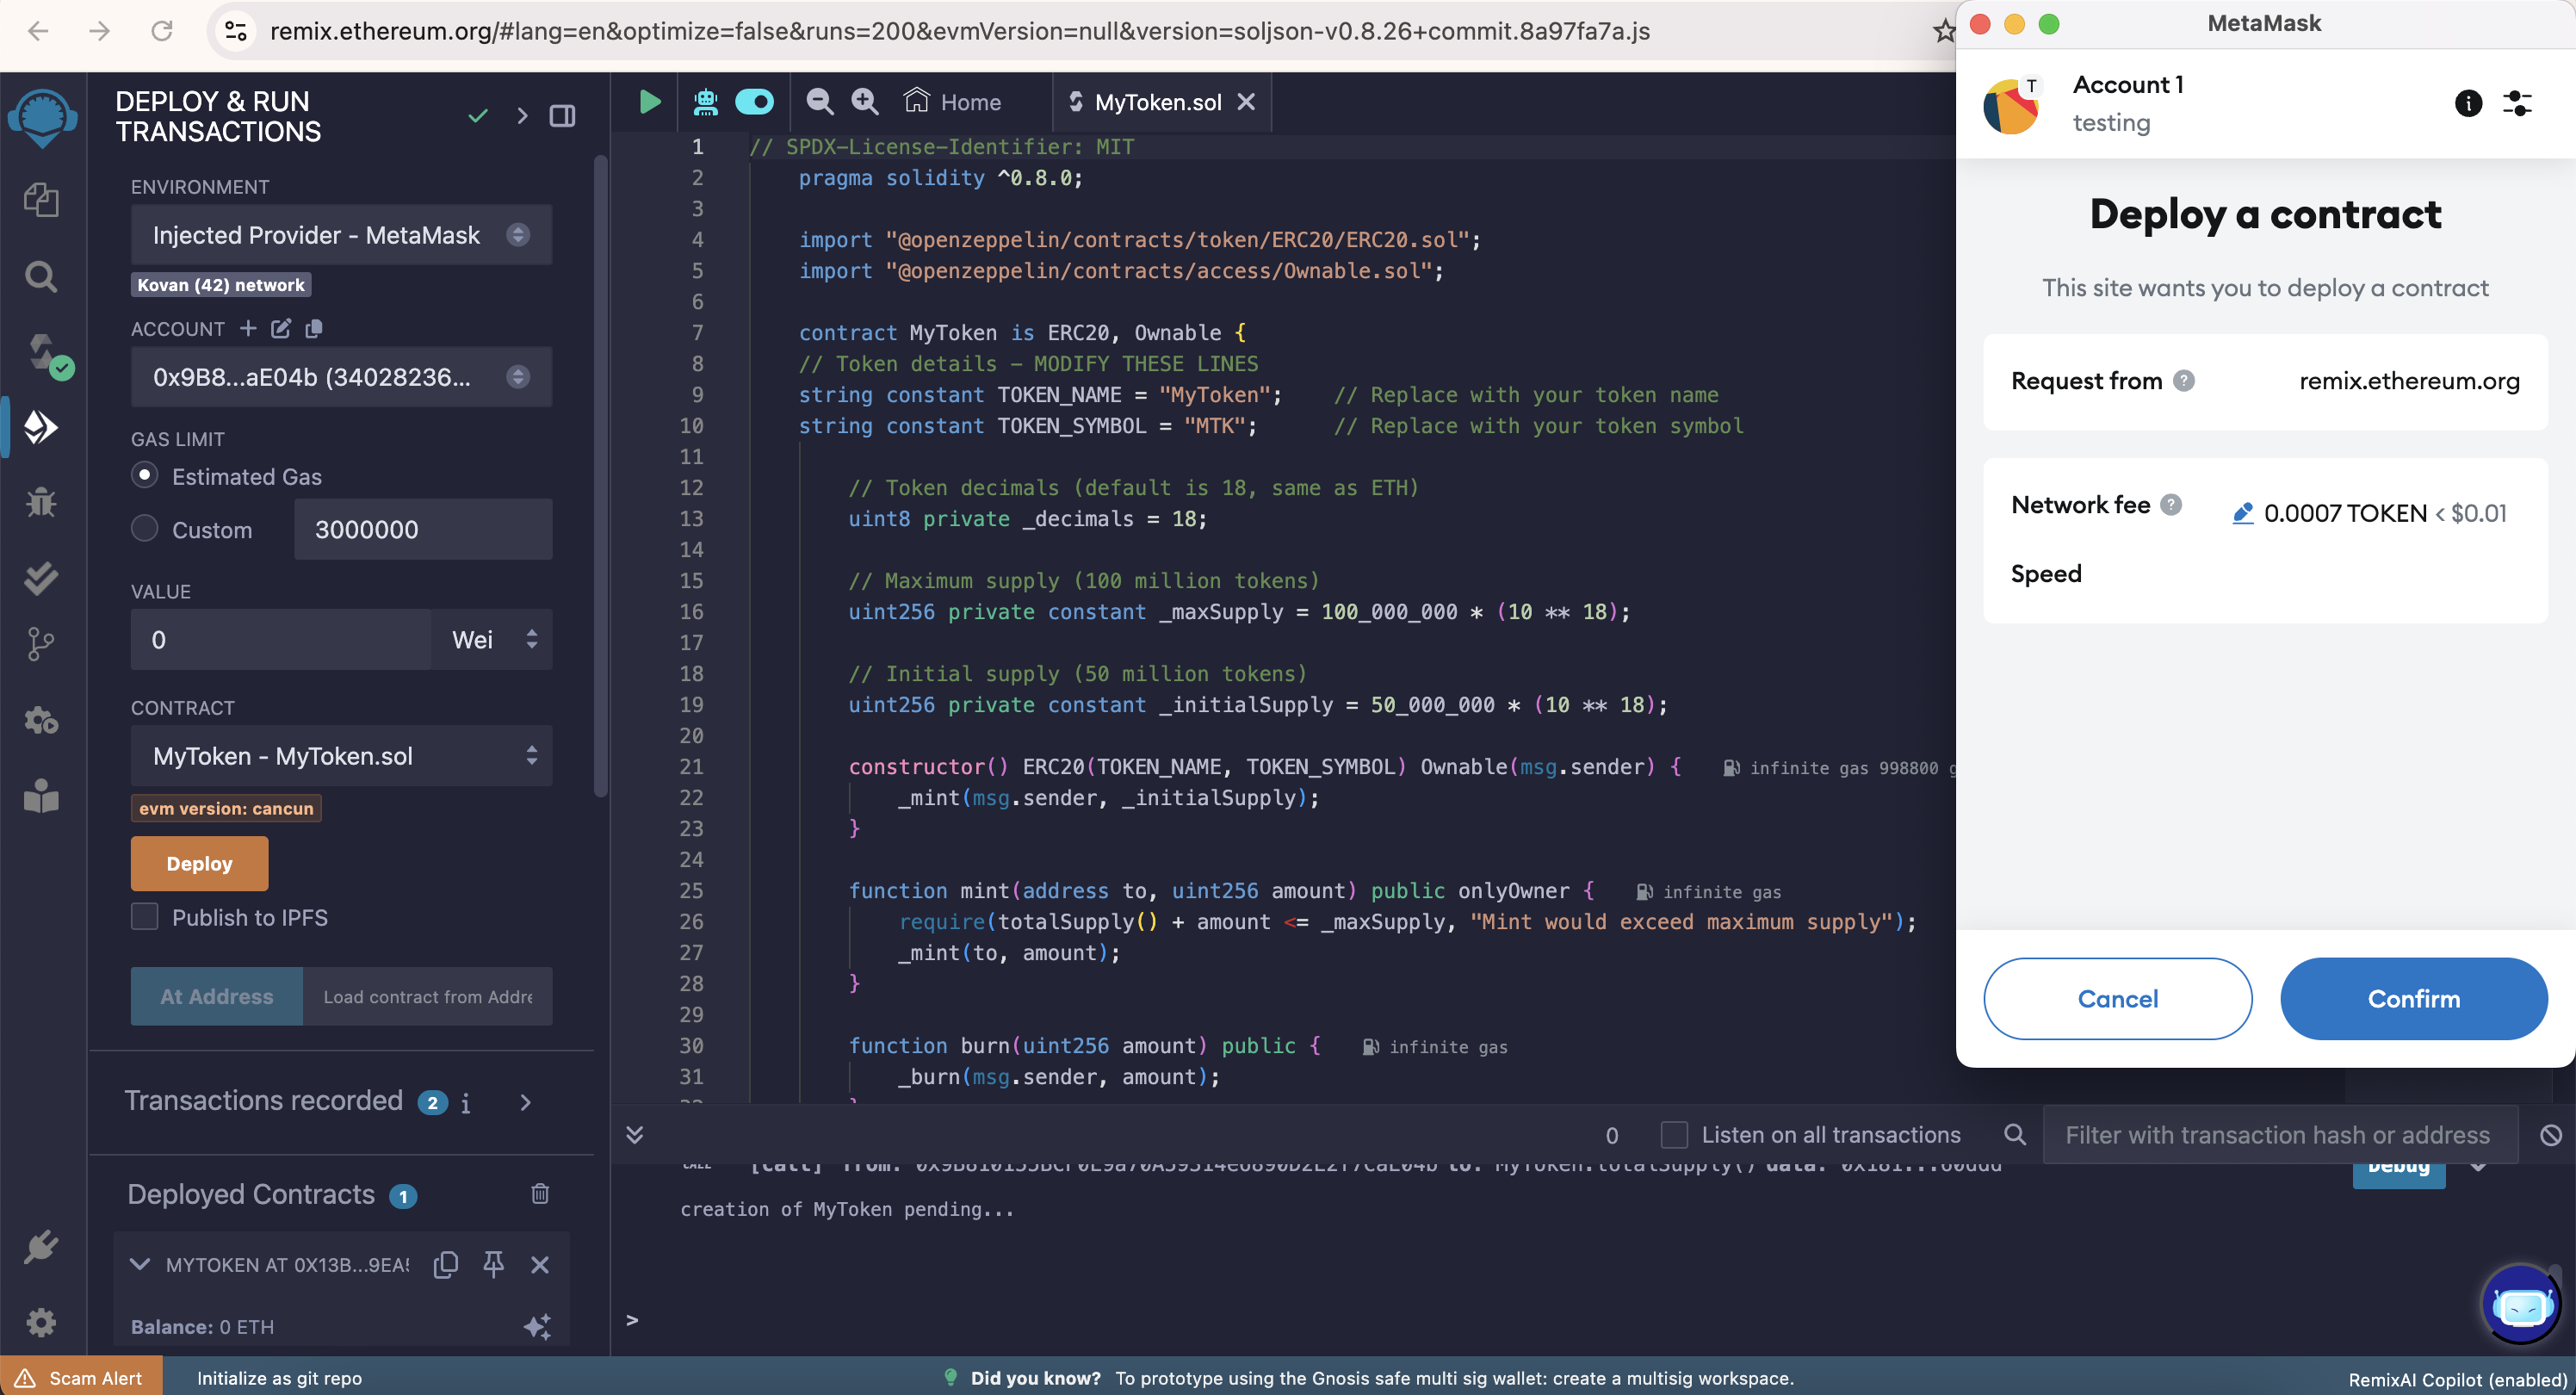 remix.ethereum.org/#lang=en&optimize=false&runs=200&evmVersion=null&version=soljson-v0.8.26+commit.8a97fa7a.js
DEPLOY & RUN
TRANSACTIONS
ENVIRONMENT
Injected Provider - MetaMask
Kovan (42) network
ACCOUNT
0x9B8...aE04b (34028236...
GAS LIMIT
Estimated Gas
Custom
3000000
VALUE
0
Wei
CONTRACT
MyToken - MyToken.sol
evm version: cancun
Deploy
Publish to IPFS
At Address
Load contract from Addre
Transactions recorded 2 i
Deployed Contracts 1
MYTOKEN AT 0X13B...9EA5
Balance: 0 ETH
Home
MyToken.sol
1 // SPDX-License-Identifier: MIT
2 pragma solidity ^0.8.0;
3
4 import "@openzeppelin/contracts/token/ERC20/ERC20.sol";
5 import "@openzeppelin/contracts/access/Ownable.sol";
6
7 contract MyToken is ERC20, Ownable {
8 // Token details - MODIFY THESE LINES
9 string constant TOKEN_NAME = "MyToken"; // Replace with your token name
10 string constant TOKEN_SYMBOL = "MTK"; // Replace with your token symbol
11
12 // Token decimals (default is 18, same as ETH)
13 uint8 private _decimals = 18;
14
15 // Maximum supply (100 million tokens)
16 uint256 private constant _maxSupply = 100_000_000 * (10 ** 18);
17
18 // Initial supply (50 million tokens)
19 uint256 private constant _initialSupply = 50_000_000 * (10 ** 18);
20
21 constructor() ERC20(TOKEN_NAME, TOKEN_SYMBOL) Ownable(msg.sender) { infinite gas 998800 g
22 _mint(msg.sender, _initialSupply);
23 }
24
25 function mint(address to, uint256 amount) public onlyOwner { infinite gas
26 require(totalSupply() + amount <= _maxSupply, "Mint would exceed maximum supply");
27 _mint(to, amount);
28 }
29
30 function burn(uint256 amount) public { infinite gas
31 _burn(msg.sender, amount);
0
Listen on all transactions
Filter with transaction hash or address
Debug
creation of MyToken pending...
>
MetaMask
T
Account 1
testing
Deploy a contract
This site wants you to deploy a contract
Request from ?
remix.ethereum.org
Network fee ?
0.0007 TOKEN < $0.01
Speed
Cancel
Confirm
Scam Alert
Initialize as git repo
Did you know? To prototype using the Gnosis safe multi sig wallet: create a multisig workspace.
RemixAI Copilot (enabled)